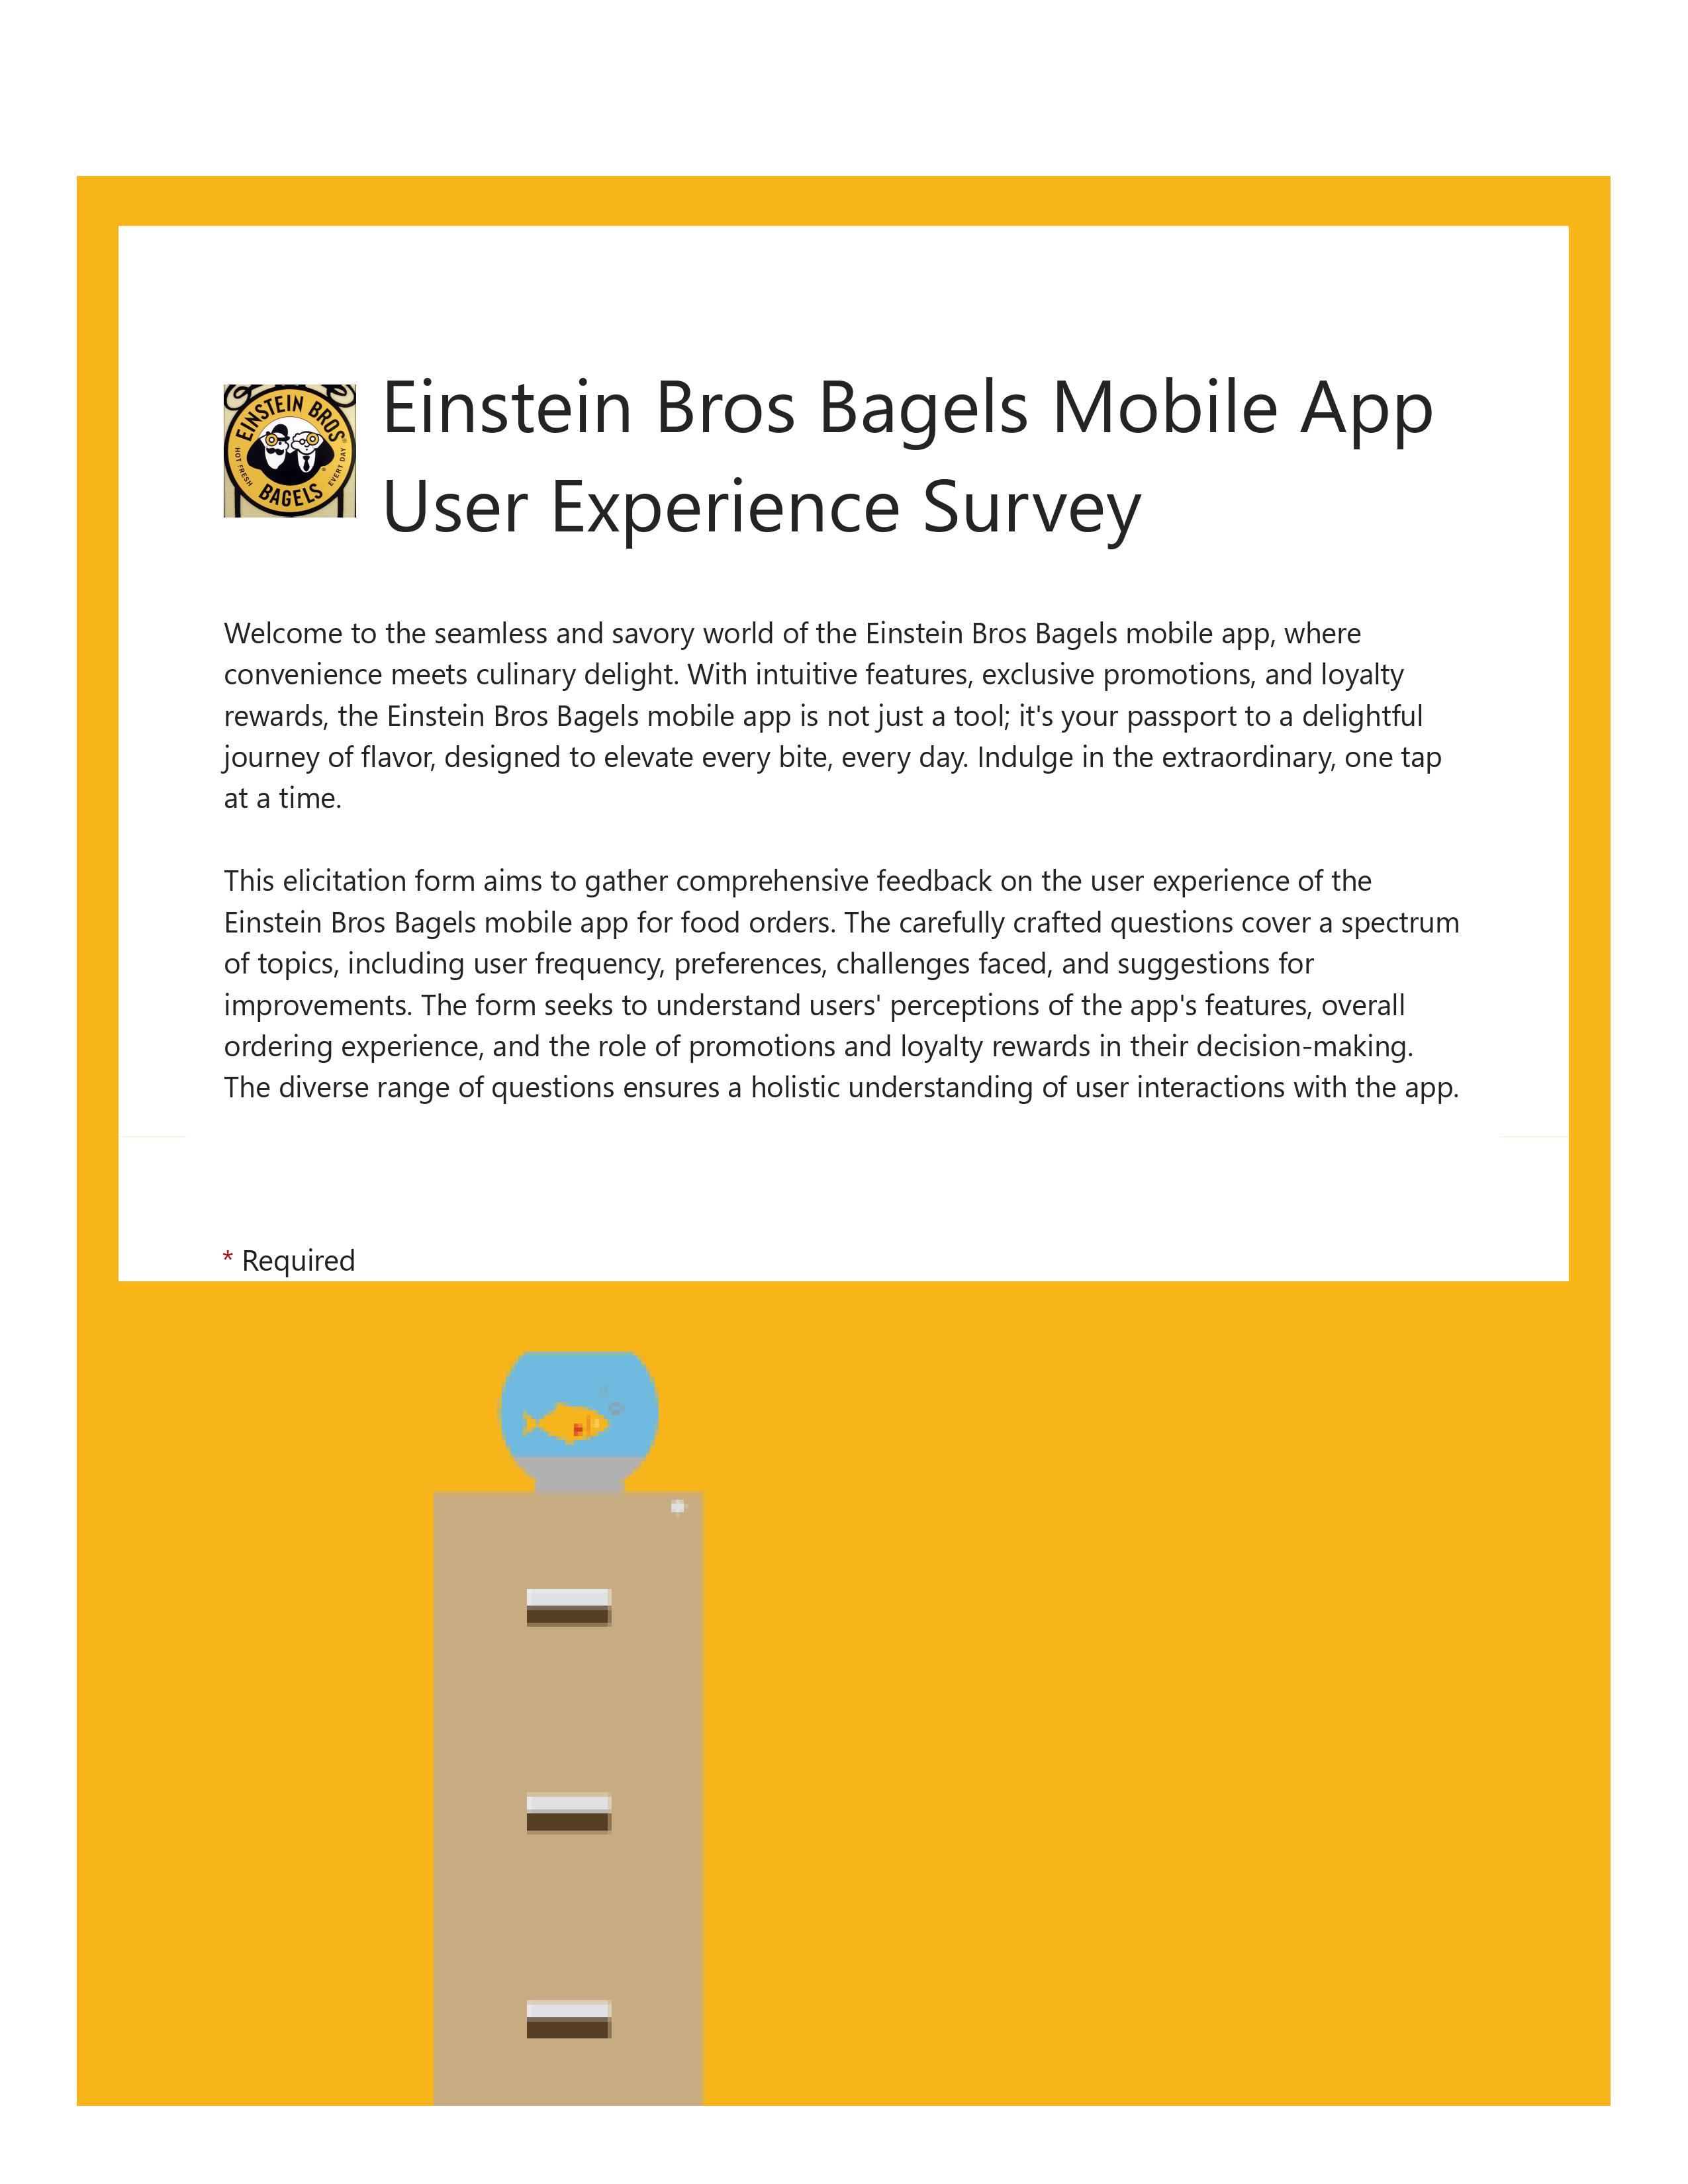 EINSTEIN BROS
HOT FRESH
EVERY DAY
BAGELS
Einstein Bros Bagels Mobile App
User Experience Survey
Welcome to the seamless and savory world of the Einstein Bros Bagels mobile app, where
convenience meets culinary delight. With intuitive features, exclusive promotions, and loyalty
rewards, the Einstein Bros Bagels mobile app is not just a tool; it's your passport to a delightful
journey of flavor, designed to elevate every bite, every day. Indulge in the extraordinary, one tap
at a time.
This elicitation form aims to gather comprehensive feedback on the user experience of the
Einstein Bros Bagels mobile app for food orders. The carefully crafted questions cover a spectrum
of topics, including user frequency, preferences, challenges faced, and suggestions for
improvements. The form seeks to understand users' perceptions of the app's features, overall
ordering experience, and the role of promotions and loyalty rewards in their decision-making.
The diverse range of questions ensures a holistic understanding of user interactions with the app.
* Required